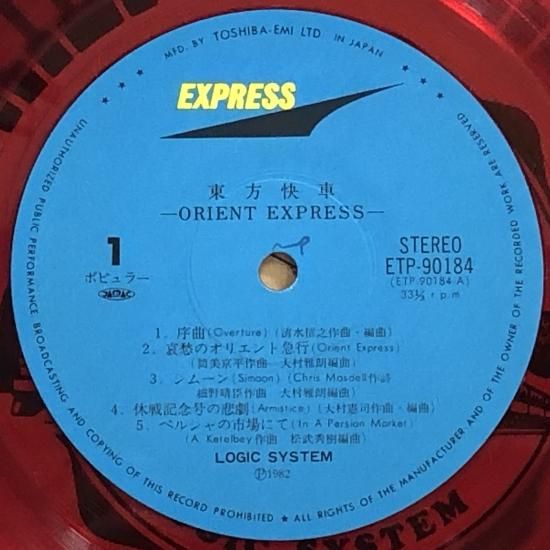 MFD. BY TOSHIBA-EMI LTD IN JAPAN
EXPRESS
東方快車
—ORIENT EXPRESS—
1
ポピュラー
STEREO
ETP-90184
(ETP-90184-A)
33⅓ r.p.m
1. 序曲(Overture)(清水信之作曲・編曲)
2. 哀愁のオリエント急行(Orient Express)
(筒美京平作曲 大村雅朗編曲)
3. シムーン(Simoon)(Chris Mosdell作詩
細野晴臣作曲 大村雅朗編曲)
4. 休戦記念号の悲劇(Armistice)(大村憲司作曲・編曲)
5. ペルシャの市場にて(In A Persian Market)
(A. Ketelbey作曲 松武秀樹編曲)
LOGIC SYSTEM
Ⓟ1982
UNAUTHORIZED PUBLIC PERFORMANCE BROADCASTING AND COPYING OF THIS RECORD PROHIBITED ★ ALL RIGHTS OF THE MANUFACTURER AND OF THE OWNER OF THE RECORDED WORK ARE RESERVED
SYSTEM